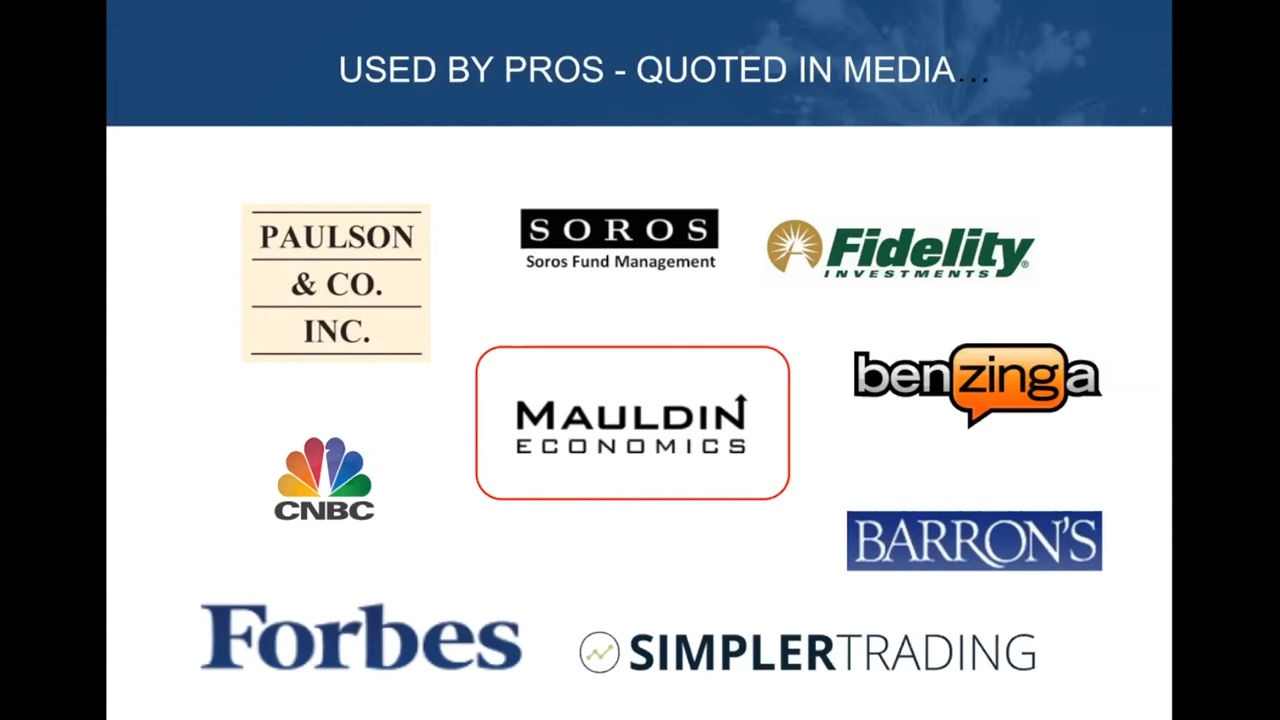 USED BY PROS - QUOTED IN MEDIA...
PAULSON
& CO.
INC.
SOROS
Soros Fund Management
Fidelity
INVESTMENTS®
benzinga
MAULDIN
ECONOMICS
CNBC
BARRON'S
Forbes
SIMPLERTRADING